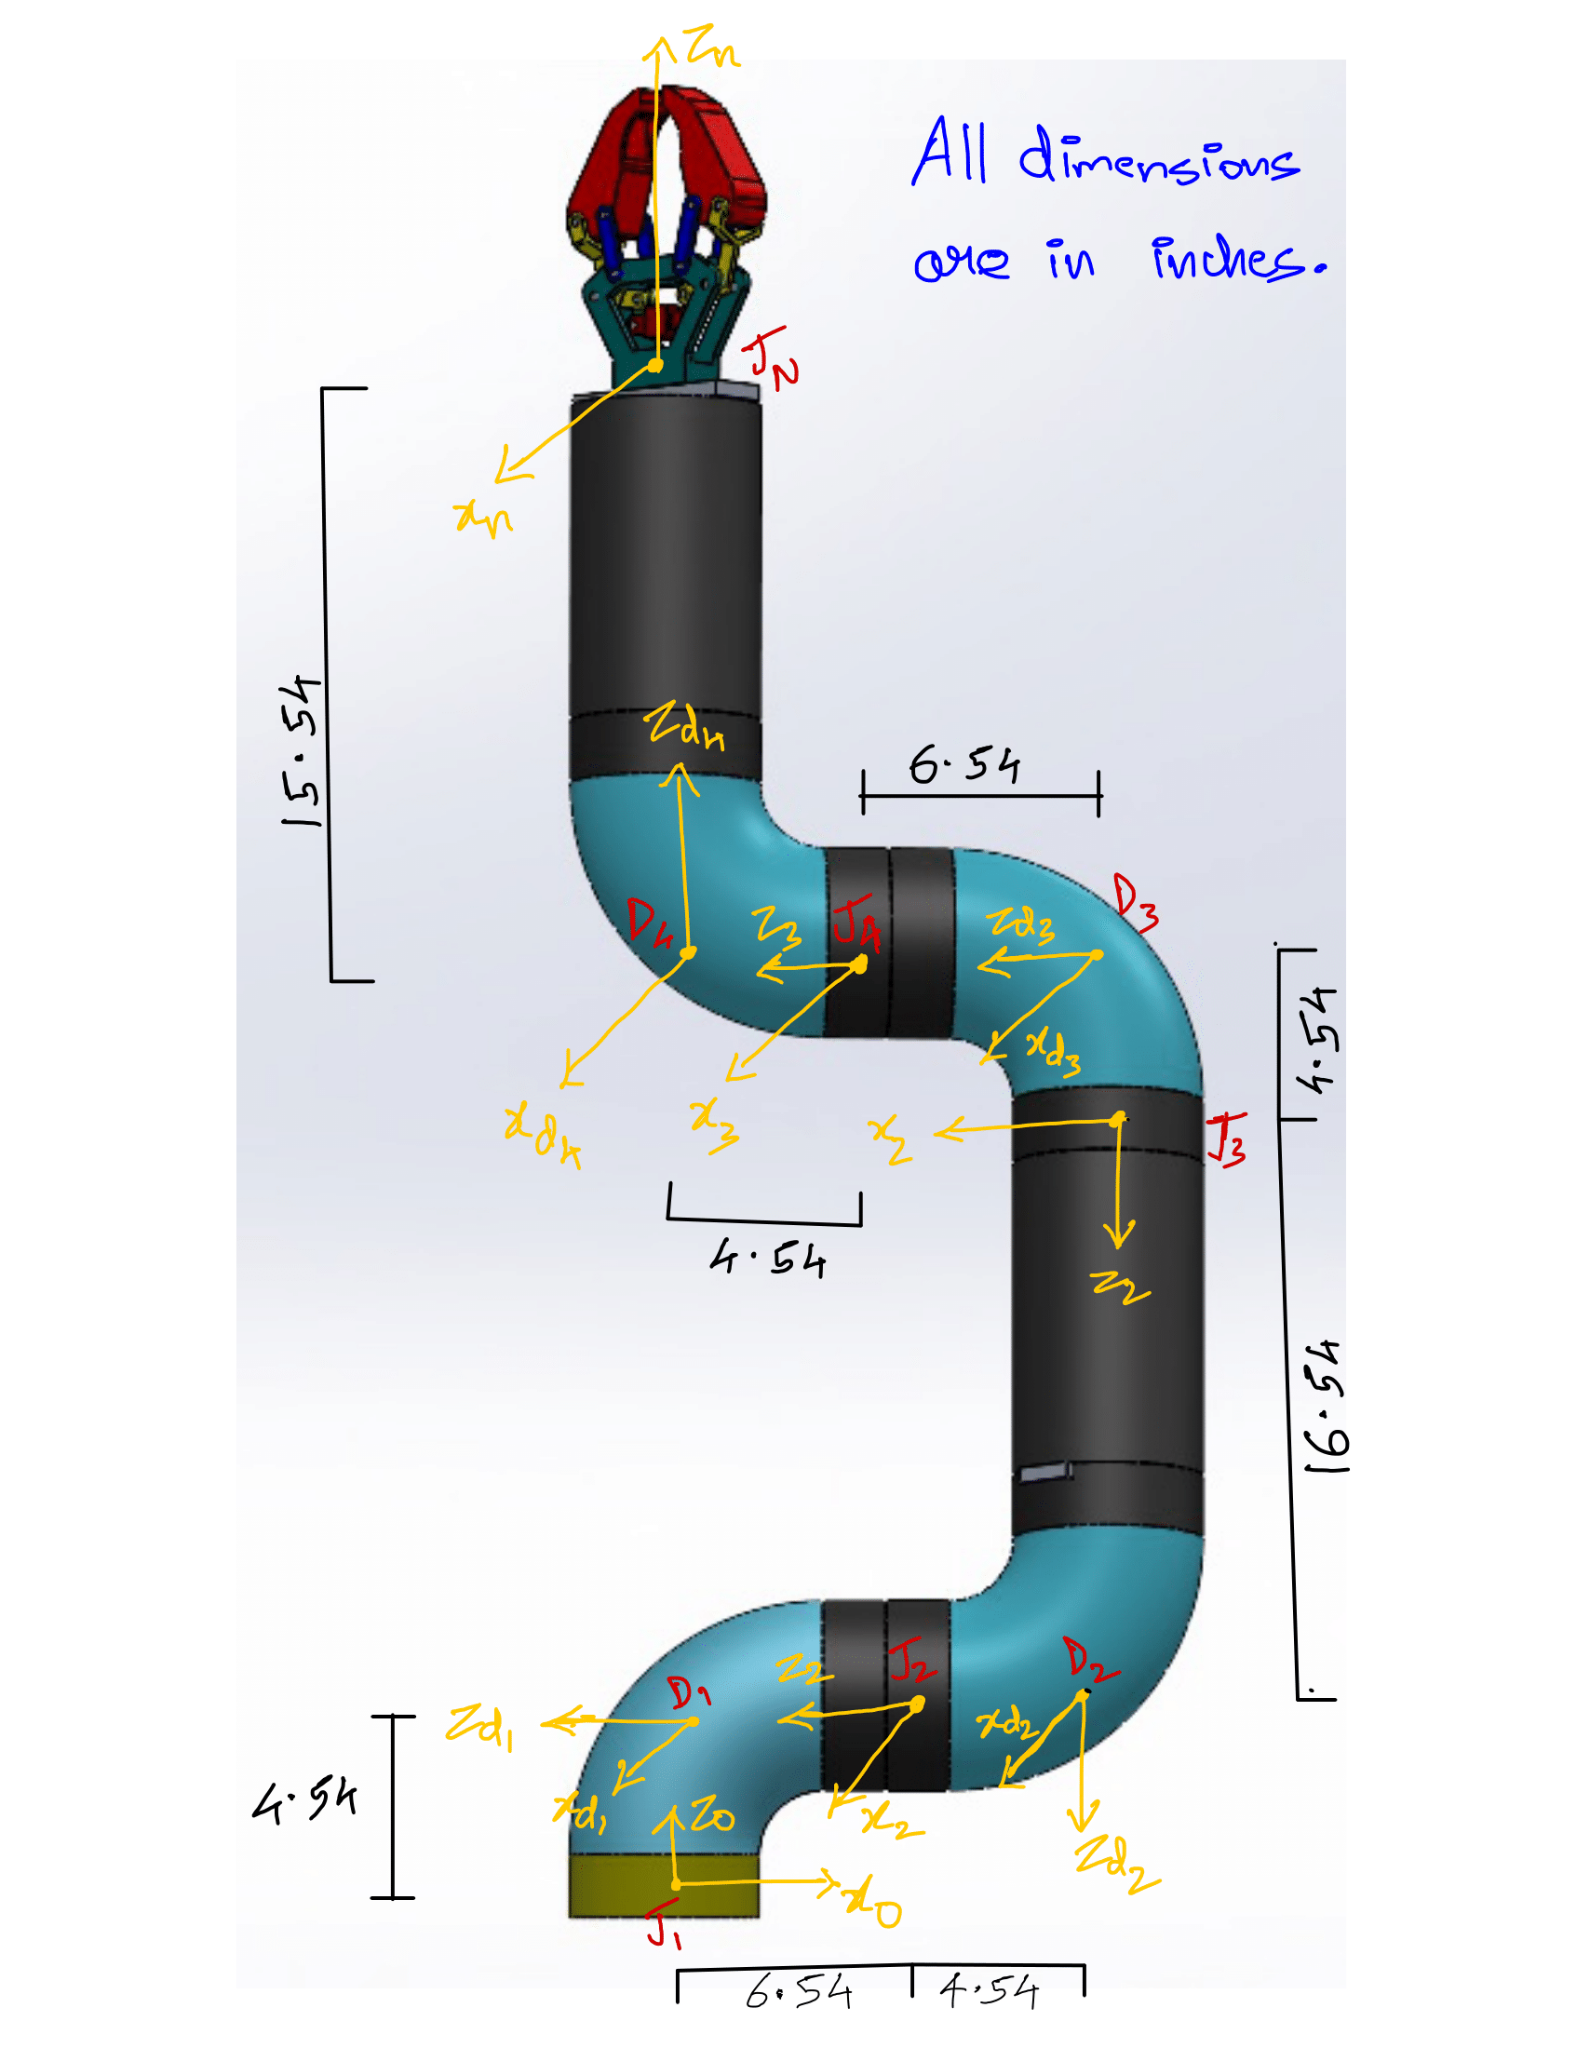 Zn
All dimensions
are in inches.
JN
xn
15.54
Zd4
6.54
D3
D4
Z3
J4
Zd3
xd3
4.54
xd4
x3
x2
J3
4.54
Z2
16.54
D2
J2
Z2
D1
Zd1
xd2
4.54
xd1
Z0
x2
Zd2
x0
J1
6.54
4.54